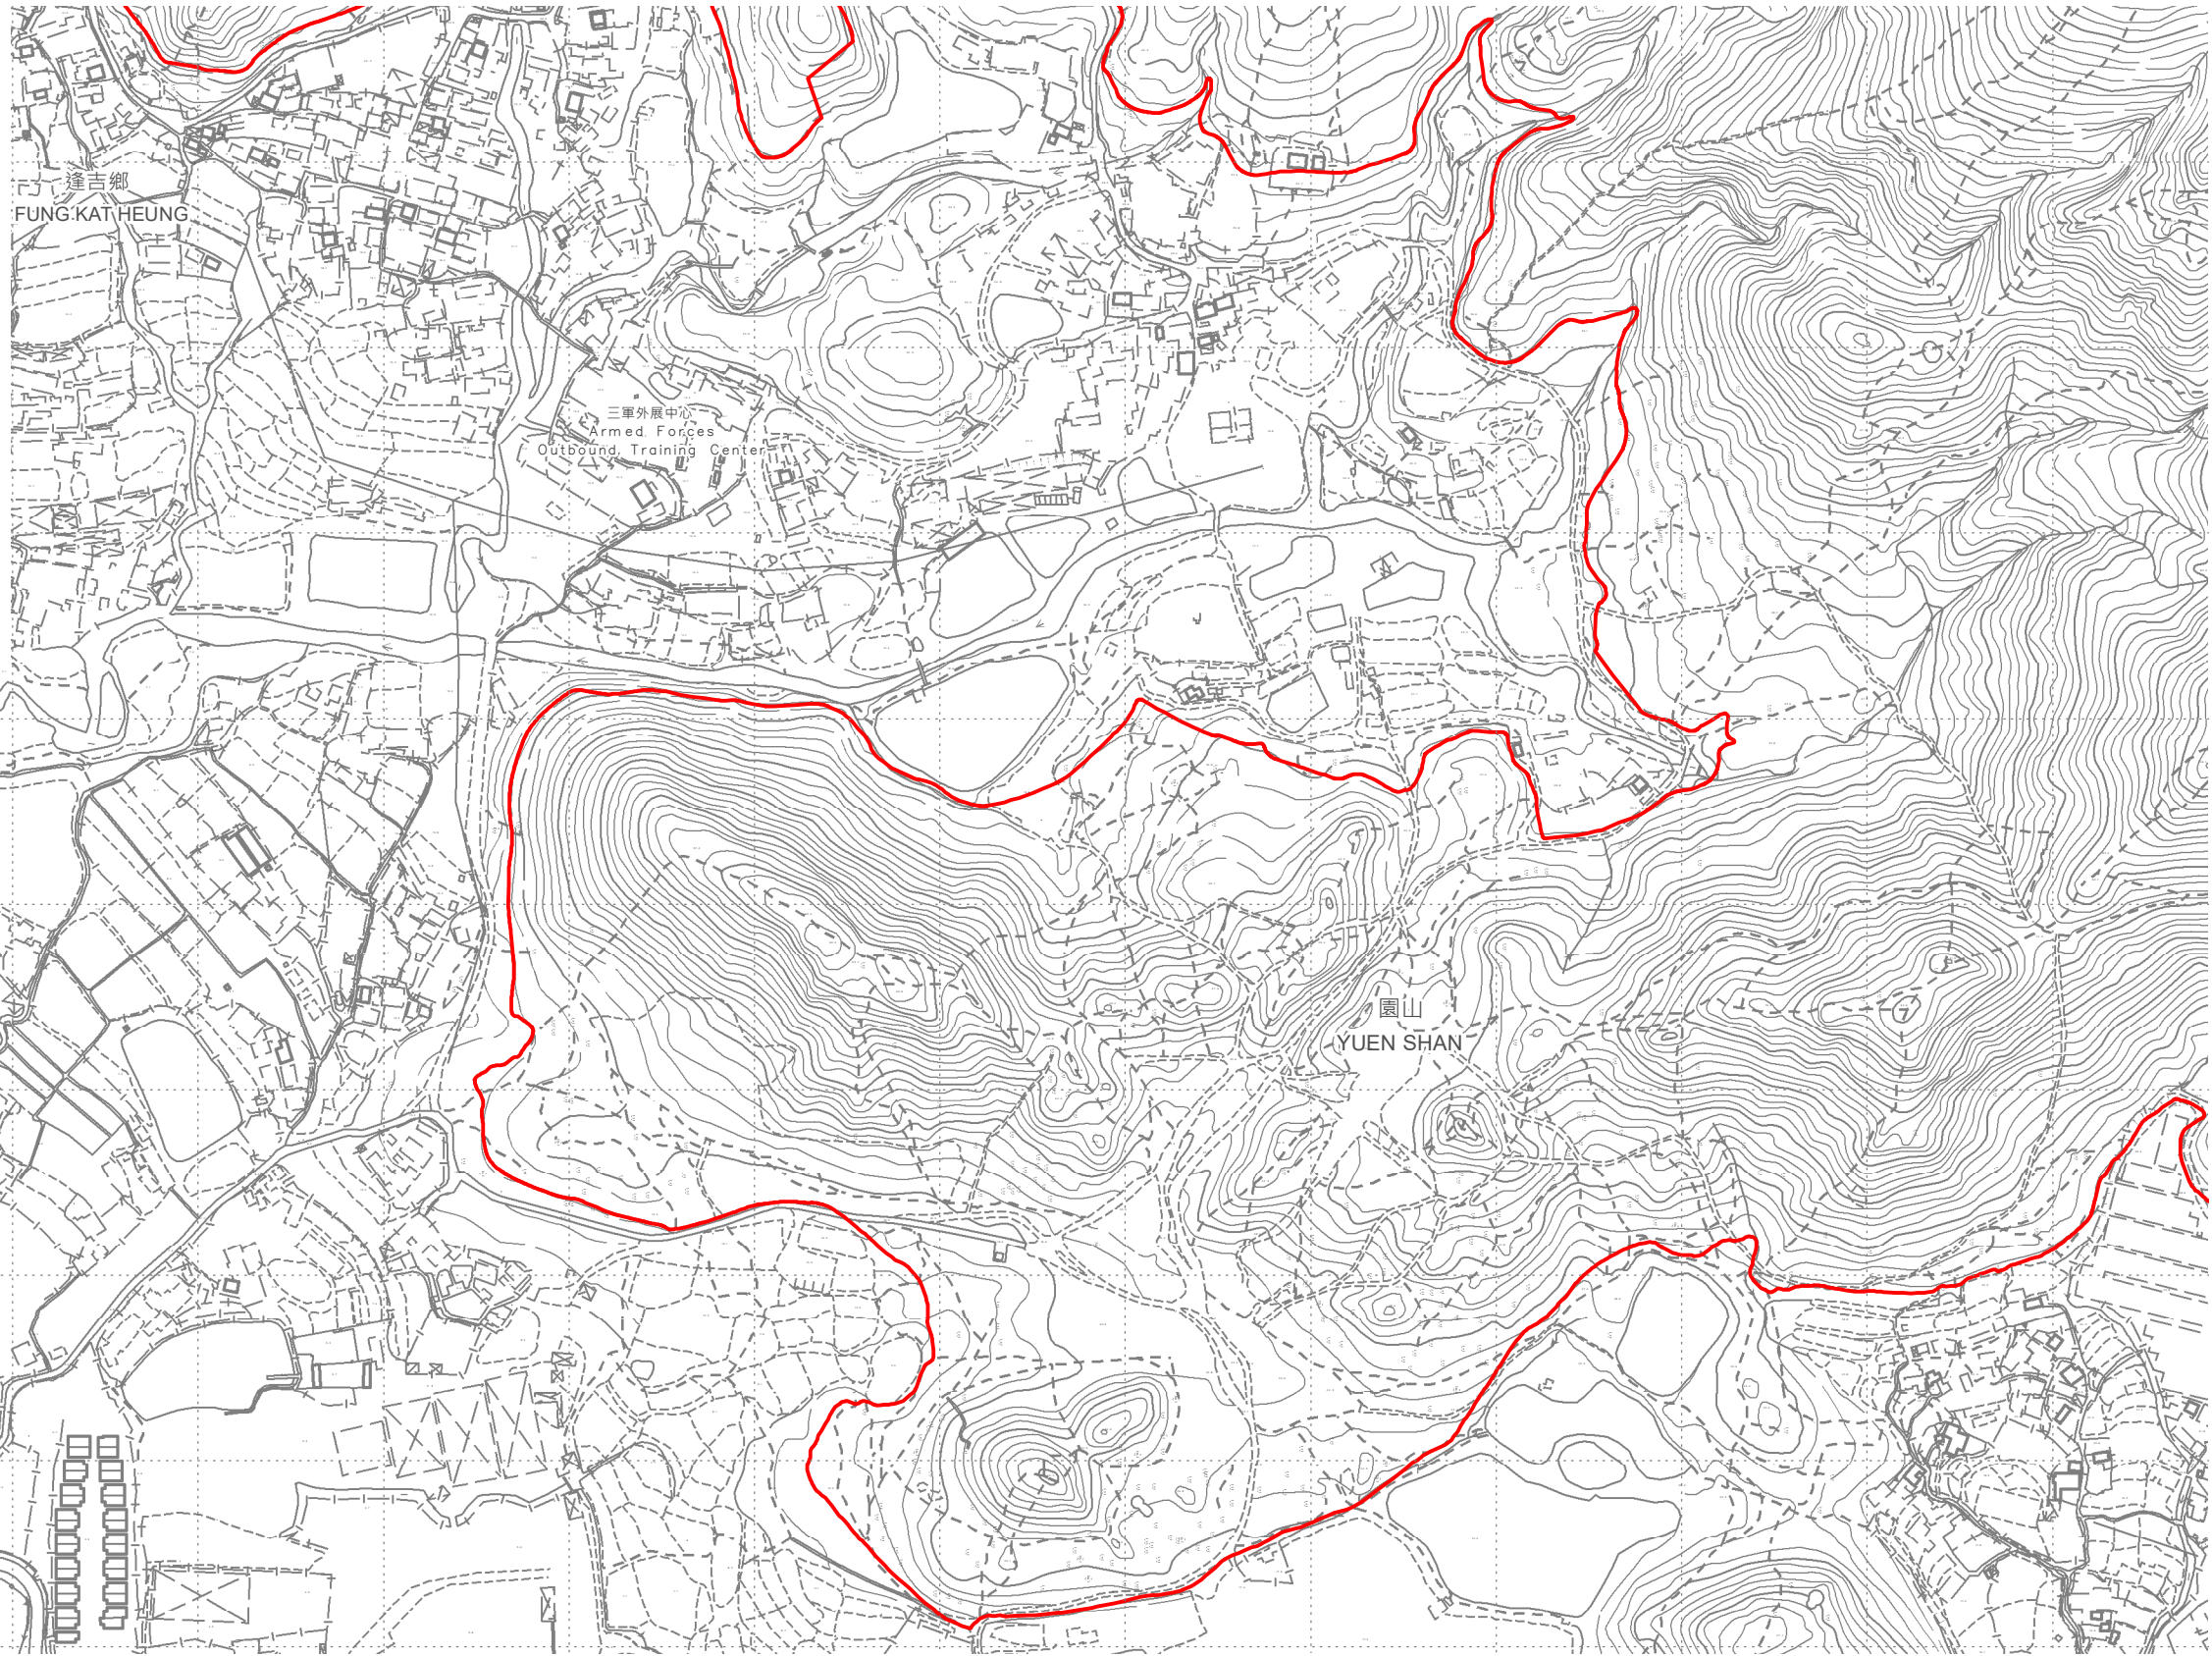 逢吉鄉
FUNG KAT HEUNG
三軍外展中心
Armed Forces
Outbound Training Center
園山
YUEN SHAN